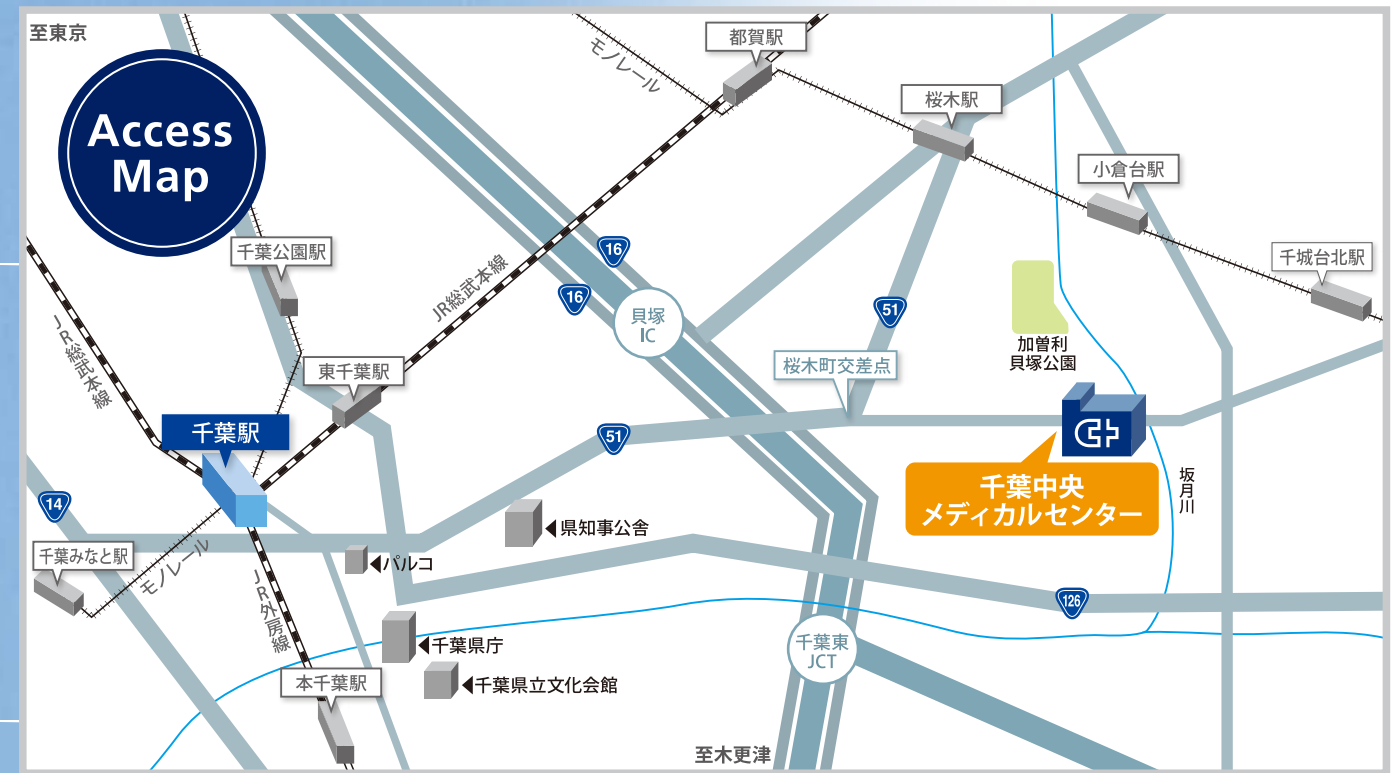 至東京
Access
Map
モノレール
都賀駅
桜木駅
小倉台駅
千城台北駅
千葉公園駅
JR総武本線
JR総武本線
16
16
貝塚
IC
51
加曽利
貝塚公園
桜木町交差点
東千葉駅
千葉駅
51
千葉中央
メディカルセンター
坂月川
14
県知事公舎
千葉みなと駅
モノレール
パルコ
JR外房線
126
千葉県庁
千葉東
JCT
本千葉駅
千葉県立文化会館
至木更津